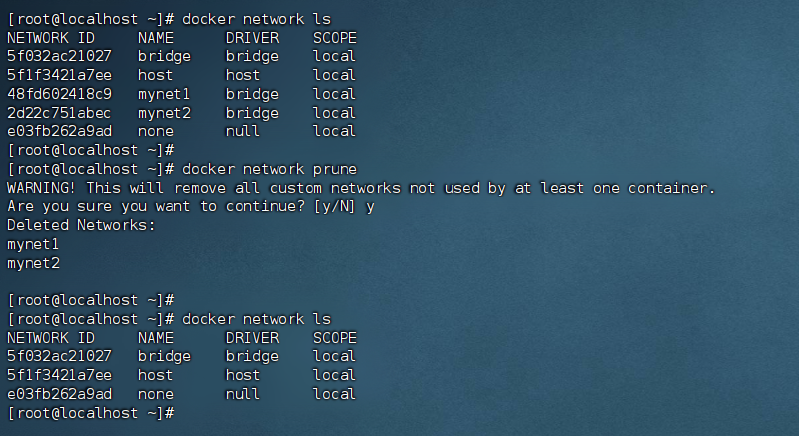 [root@localhost ~]# docker network ls
NETWORK ID     NAME      DRIVER    SCOPE
5f032ac21027   bridge    bridge    local
5f1f3421a7ee   host      host      local
48fd602418c9   mynet1    bridge    local
2d22c751abec   mynet2    bridge    local
e03fb262a9ad   none      null      local
[root@localhost ~]#
[root@localhost ~]# docker network prune
WARNING! This will remove all custom networks not used by at least one container.
Are you sure you want to continue? [y/N] y
Deleted Networks:
mynet1
mynet2

[root@localhost ~]#
[root@localhost ~]# docker network ls
NETWORK ID     NAME      DRIVER    SCOPE
5f032ac21027   bridge    bridge    local
5f1f3421a7ee   host      host      local
e03fb262a9ad   none      null      local
[root@localhost ~]#